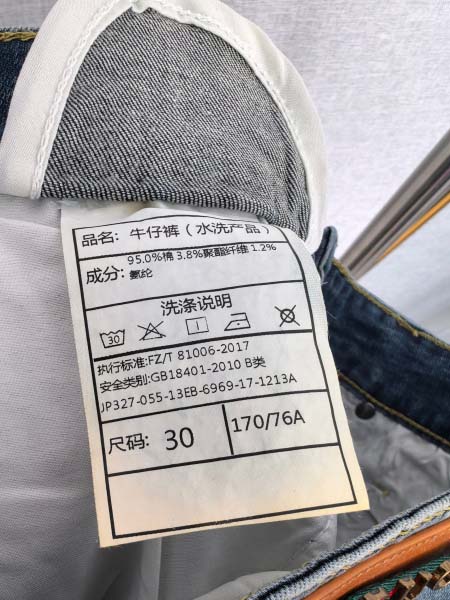 品名: 牛仔裤（水洗产品）
成分: 95.0%棉 3.8%聚酯纤维 1.2%
氨纶
洗涤说明
30
执行标准:FZ/T 81006-2017
安全类别:GB18401-2010 B类
JP327-055-13EB-6969-17-1213A
尺码: 30 170/76A